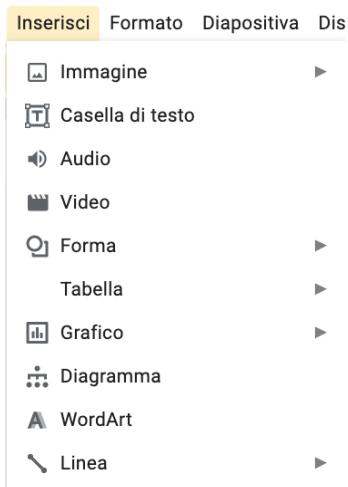 Inserisci Formato Diapositiva Dis
Immagine
Casella di testo
Audio
Video
Forma
Tabella
Grafico
Diagramma
WordArt
Linea